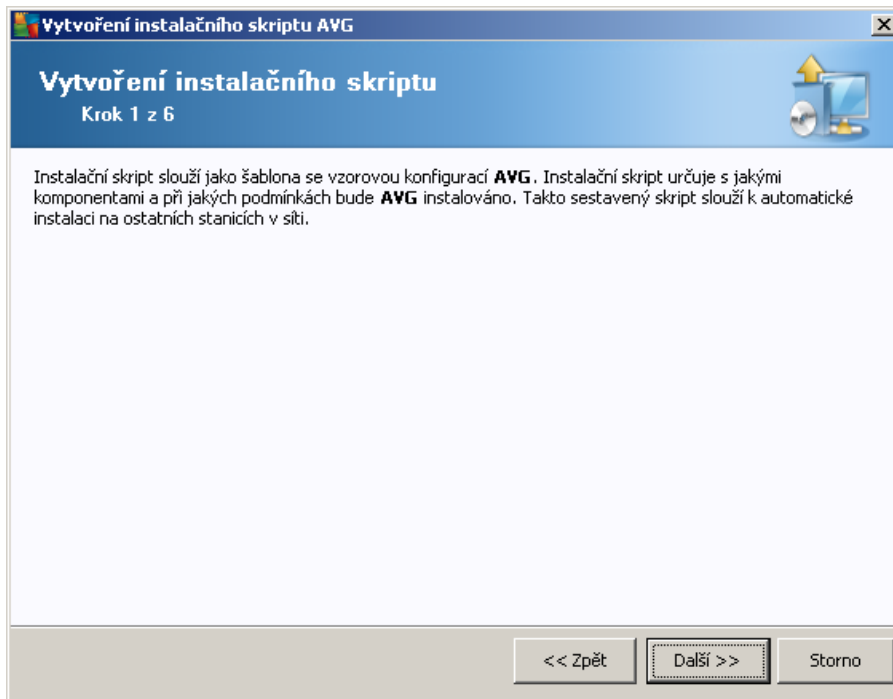 Vytvoření instalačního skriptu AVG
Vytvoření instalačního skriptu
Krok 1 z 6
Instalační skript slouží jako šablona se vzorovou konfigurací AVG. Instalační skript určuje s jakými
komponentami a při jakých podmínkách bude AVG instalováno. Takto sestavený skript slouží k automatické
instalaci na ostatních stanicích v síti.
<< Zpět
Další >>
Storno